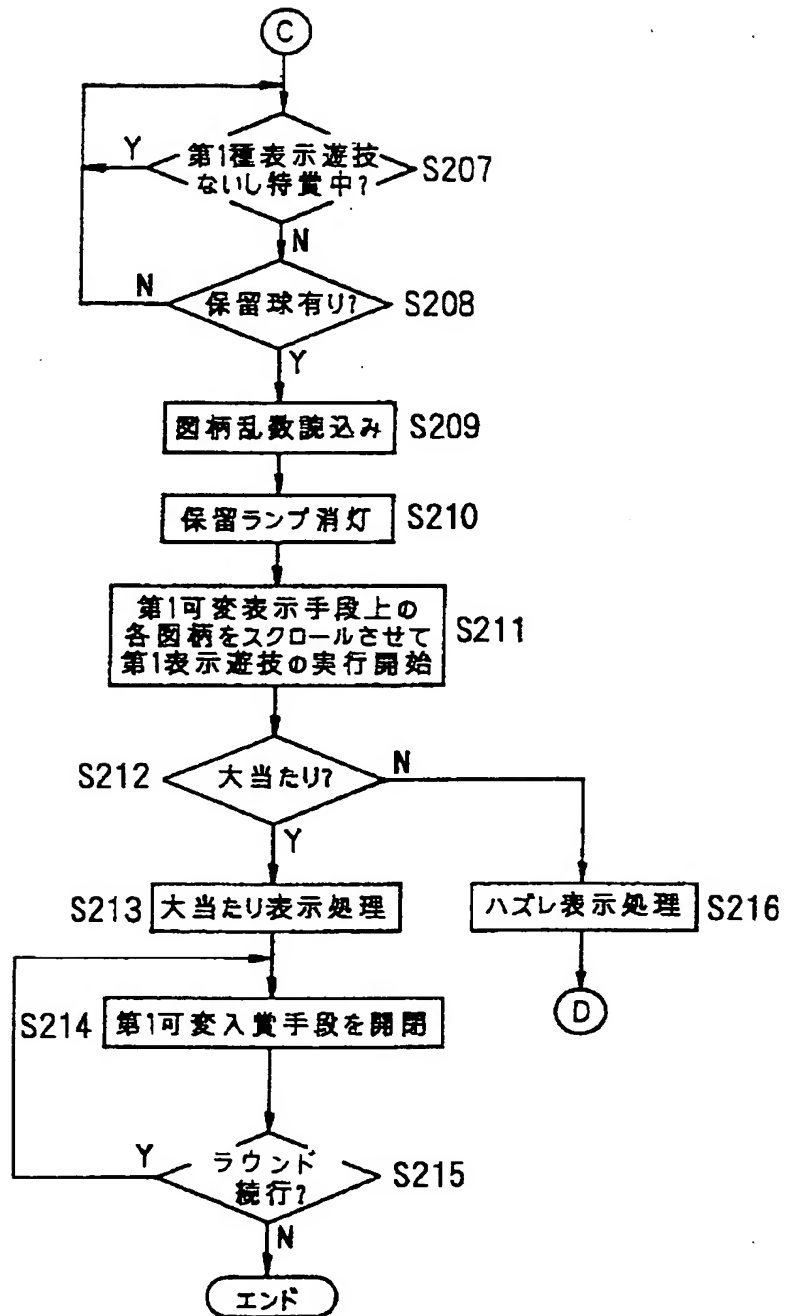 C
Y
第1種表示遊技
ないし特賞中?
S207
N
N
保留球有り?
S208
Y
図柄乱数読込み
S209
保留ランプ消灯
S210
第1可変表示手段上の
各図柄をスクロールさせて
第1表示遊技の実行開始
S211
S212
大当たり?
N
Y
S213
大当たり表示処理
ハズレ表示処理
S216
D
S214
第1可変入賞手段を開閉
Y
ラウンド
続行?
S215
N
エンド